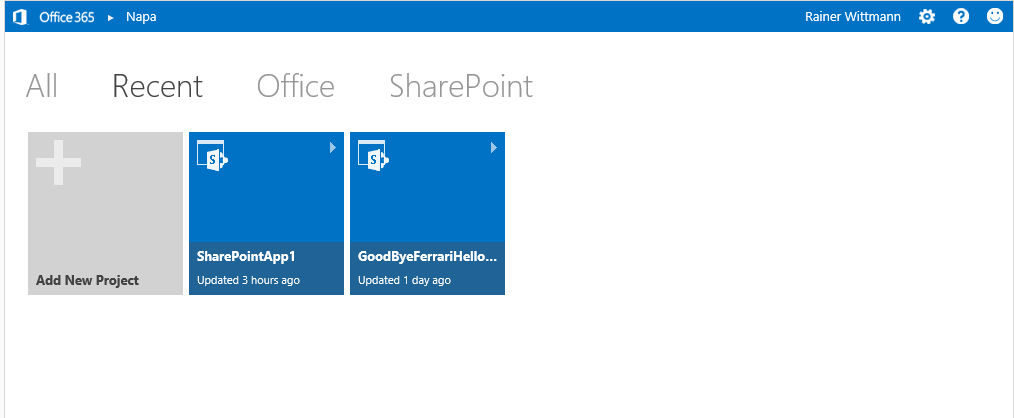 Office 365 ▸ Napa Rainer Wittmann
All Recent Office SharePoint
Add New Project
SharePointApp1
Updated 3 hours ago
GoodByeFerrariHello...
Updated 1 day ago